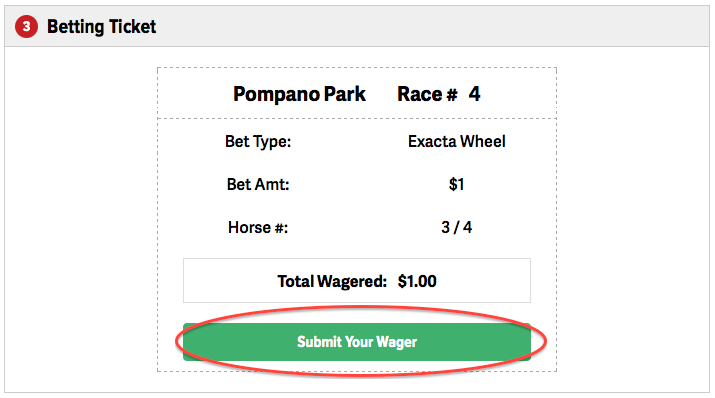 3 Betting Ticket
Pompano Park Race # 4
Bet Type: Exacta Wheel
Bet Amt: $1
Horse #: 3 / 4
Total Wagered: $1.00
Submit Your Wager